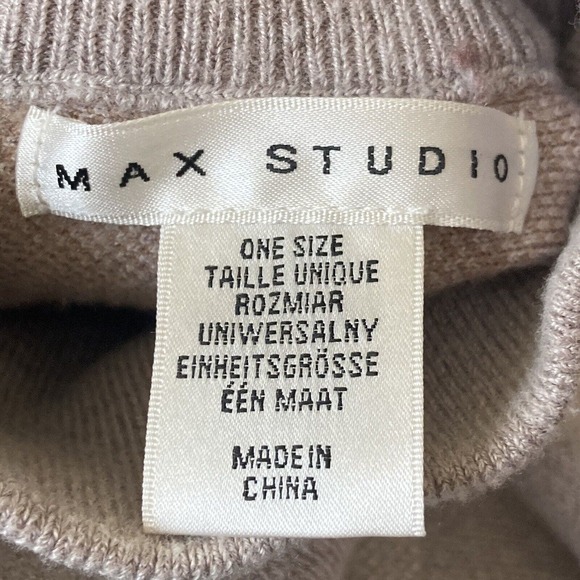 MAX STUDIO
ONE SIZE
TAILLE UNIQUE
ROZMIAR
UNIWERSALNY
EINHEITSGRÖSSE
ÉÉN MAAT
MADE IN
CHINA